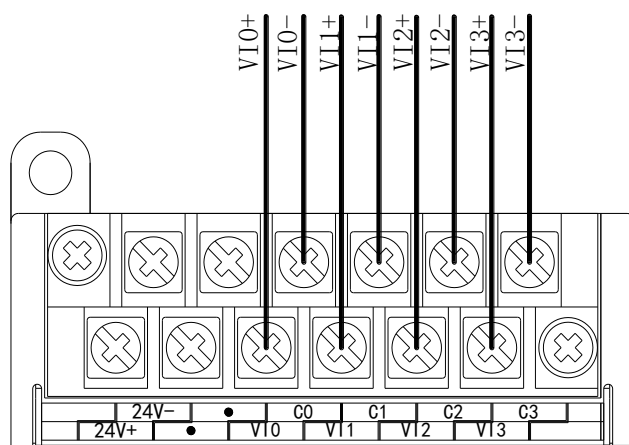 VI0+
VI0-
VI1+
VI1-
VI2+
VI2-
VI3+
VI3-
24V- • C0 C1 C2 C3
24V+ • VI0 VI1 VI2 VI3